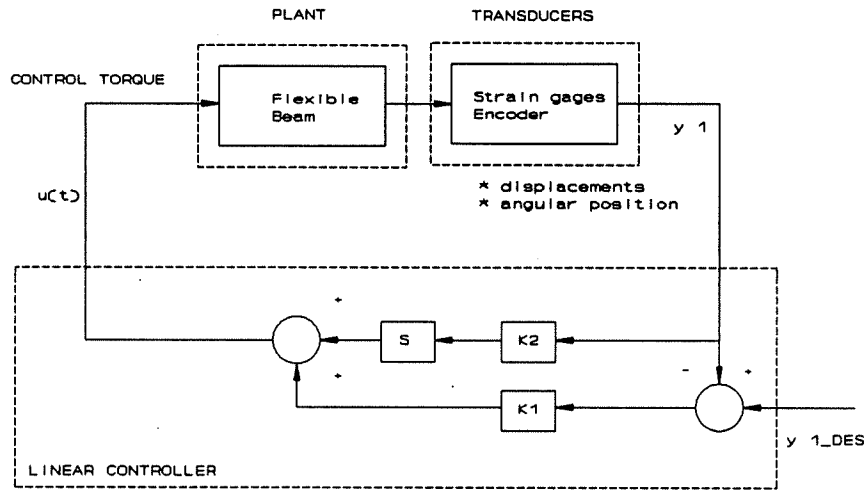 PLANT
TRANSDUCERS
CONTROL TORQUE
Flexible
Beam
Strain gages
Encoder
y 1
* displacements
* angular position
u(t)
+
S
K2
+
K1
-
+
y 1_DES
LINEAR CONTROLLER